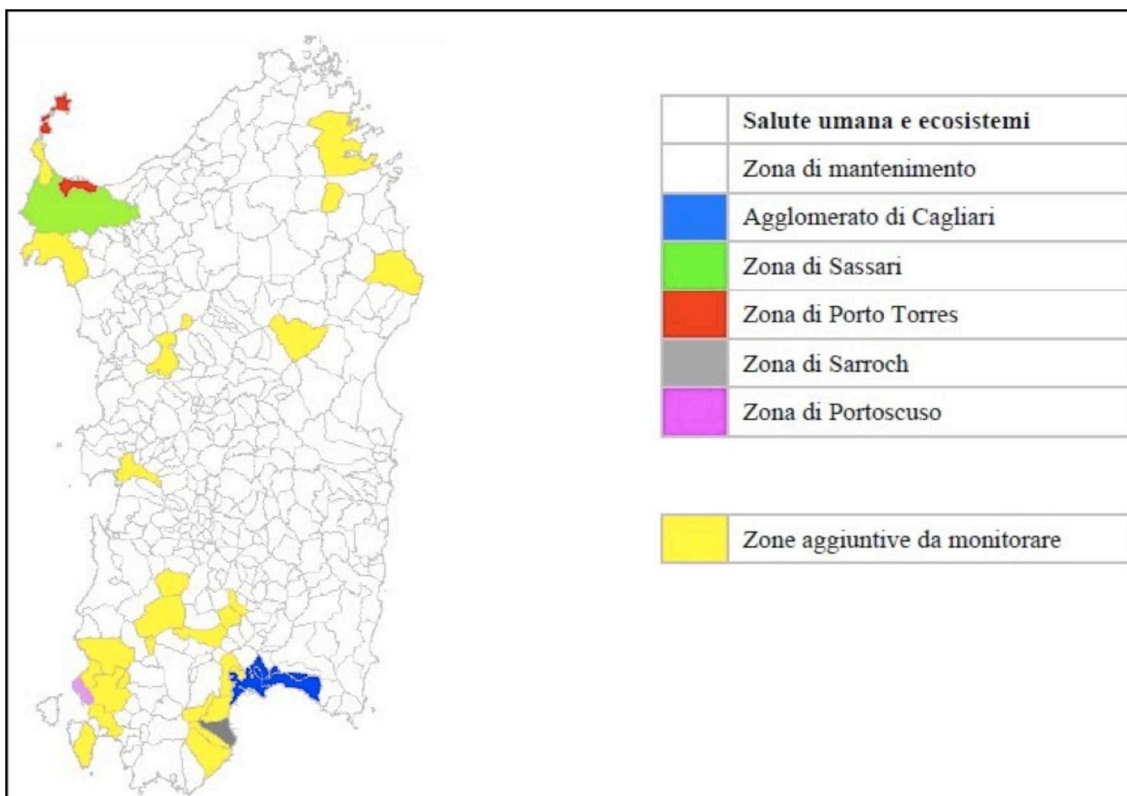 Salute umana e ecosistemi
Zona di mantenimento
Agglomerato di Cagliari
Zona di Sassari
Zona di Porto Torres
Zona di Sarroch
Zona di Portoscuso
Zone aggiuntive da monitorare